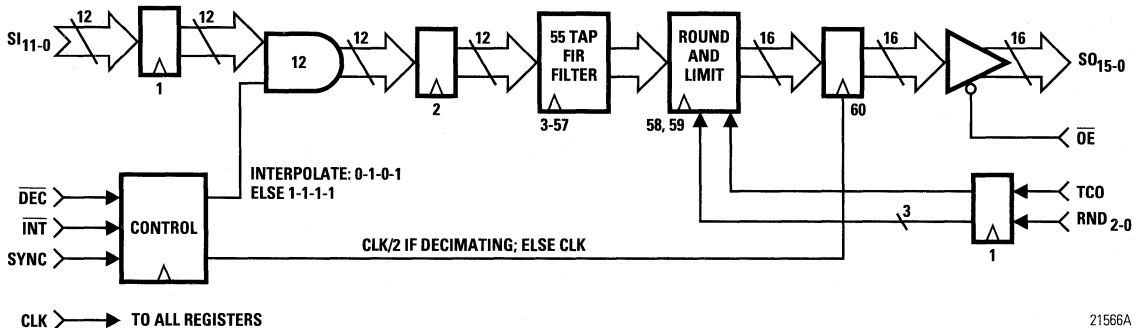 12
12
12
12
55 TAP
FIR
FILTER
ROUND
AND
LIMIT
16
16
16
SI11-0
12
SO15-0
1
2
3-57
58, 59
60
OE
INTERPOLATE: 0-1-0-1
ELSE 1-1-1-1
DEC
INT
SYNC
CONTROL
TCO
RND2-0
3
CLK/2 IF DECIMATING; ELSE CLK
1
CLK
TO ALL REGISTERS
21566A